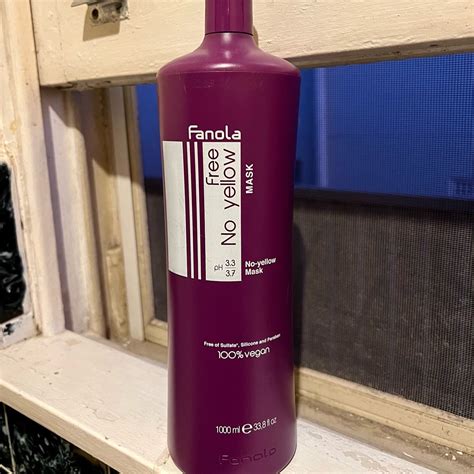 Fanola
free
No yellow
MASK
pH 3.3
3.7
No-yellow
Mask
Free of Sulfate*, Silicone and Paraben
100% vegan
1000 ml e 33,8 fl oz
Fanola